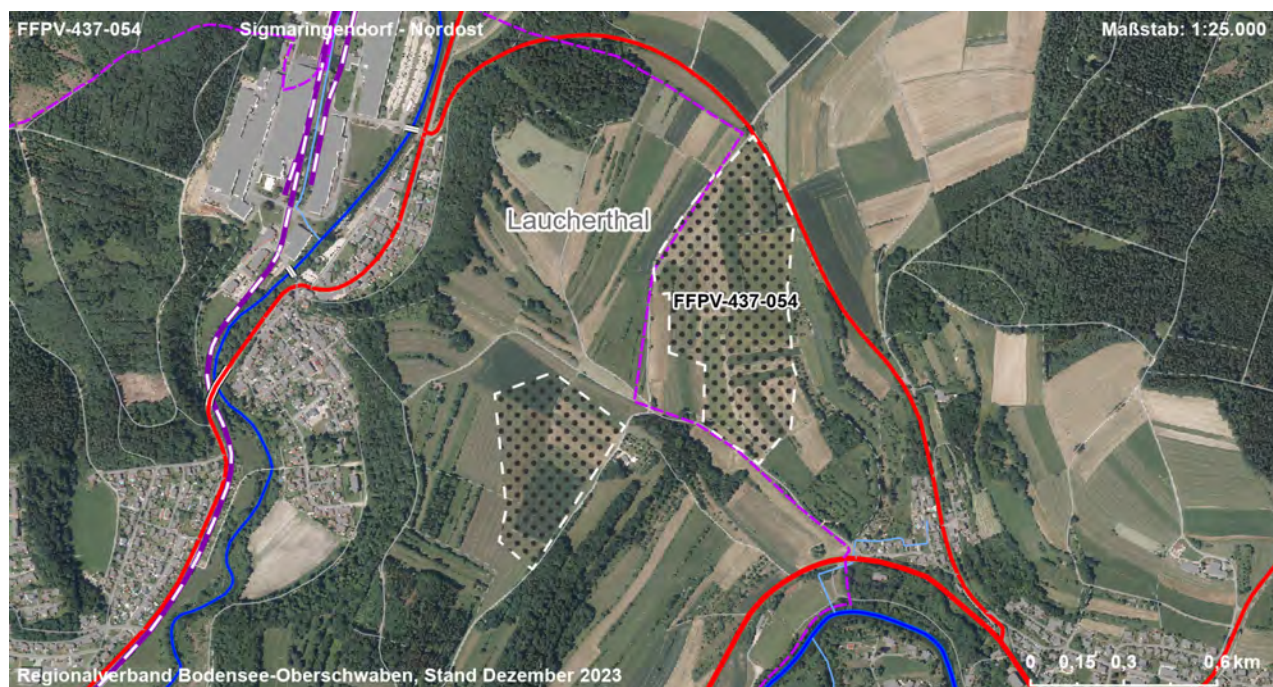 FFPV-437-054 Sigmaringendorf - Nordost Maßstab: 1:25.000
Laucherthal
FFPV-437-054
0 0,15 0,3 0,6 km
Regionalverband Bodensee-Oberschwaben, Stand Dezember 2023